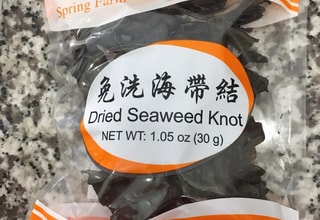 Spring Farm
免洗海帶結
Dried Seaweed Knot
NET WT: 1.05 oz (30 g)